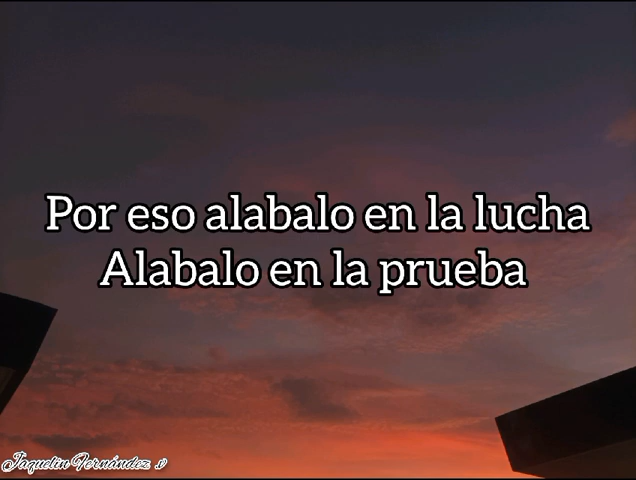 Por eso alabalo en la lucha
Alabalo en la prueba
Jaquelin Fernández .v